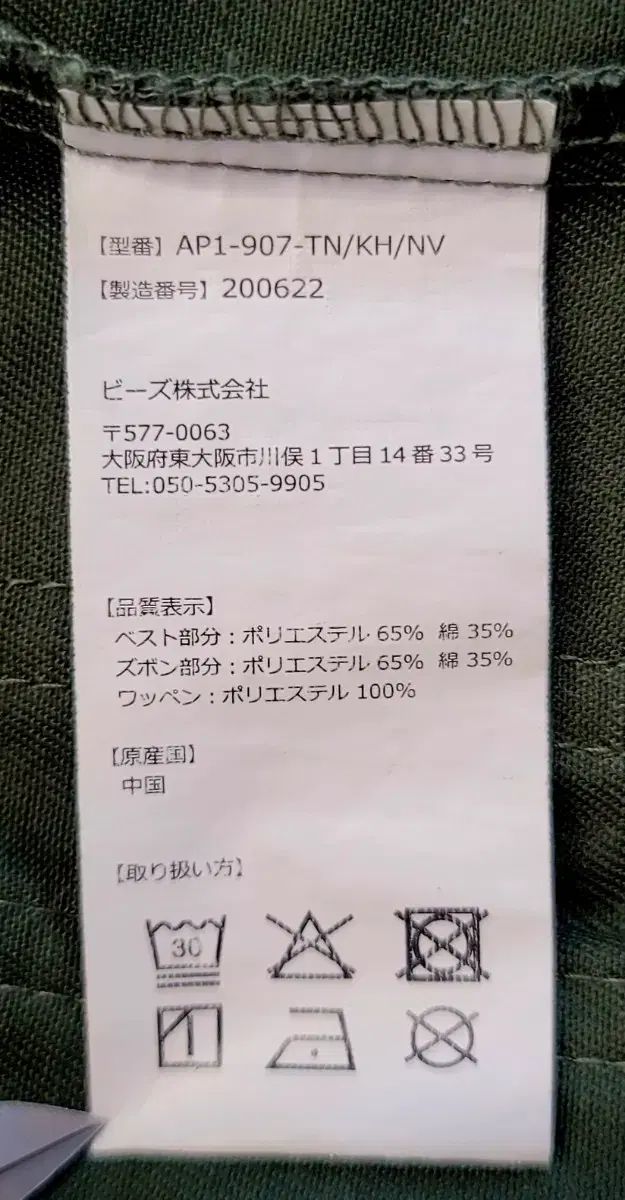 【型番】AP1-907-TN/KH/NV
【製造番号】200622
ビーズ株式会社
〒577-0063
大阪府東大阪市川俣1丁目14番33号
TEL:050-5305-9905
【品質表示】
ベスト部分：ポリエステル 65% 綿 35%
ズボン部分：ポリエステル 65% 綿 35%
ワッペン：ポリエステル 100%
【原産国】
中国
【取り扱い方】
30